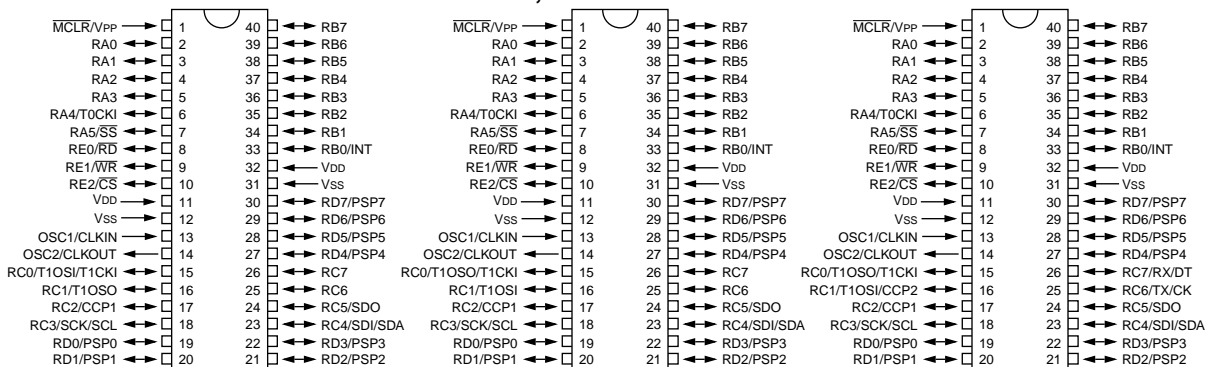 MCLR/VPP 1 40 RB7
RA0 2 39 RB6
RA1 3 38 RB5
RA2 4 37 RB4
RA3 5 36 RB3
RA4/T0CKI 6 35 RB2
RA5/SS 7 34 RB1
RE0/RD 8 33 RB0/INT
RE1/WR 9 32 VDD
RE2/CS 10 31 VSS
VDD 11 30 RD7/PSP7
VSS 12 29 RD6/PSP6
OSC1/CLKIN 13 28 RD5/PSP5
OSC2/CLKOUT 14 27 RD4/PSP4
RC0/T1OSI/T1CKI 15 26 RC7
RC1/T1OSO 16 25 RC6
RC2/CCP1 17 24 RC5/SDO
RC3/SCK/SCL 18 23 RC4/SDI/SDA
RD0/PSP0 19 22 RD3/PSP3
RD1/PSP1 20 21 RD2/PSP2
MCLR/VPP 1 40 RB7
RA0 2 39 RB6
RA1 3 38 RB5
RA2 4 37 RB4
RA3 5 36 RB3
RA4/T0CKI 6 35 RB2
RA5/SS 7 34 RB1
RE0/RD 8 33 RB0/INT
RE1/WR 9 32 VDD
RE2/CS 10 31 VSS
VDD 11 30 RD7/PSP7
VSS 12 29 RD6/PSP6
OSC1/CLKIN 13 28 RD5/PSP5
OSC2/CLKOUT 14 27 RD4/PSP4
RC0/T1OSO/T1CKI 15 26 RC7
RC1/T1OSI 16 25 RC6
RC2/CCP1 17 24 RC5/SDO
RC3/SCK/SCL 18 23 RC4/SDI/SDA
RD0/PSP0 19 22 RD3/PSP3
RD1/PSP1 20 21 RD2/PSP2
MCLR/VPP 1 40 RB7
RA0 2 39 RB6
RA1 3 38 RB5
RA2 4 37 RB4
RA3 5 36 RB3
RA4/T0CKI 6 35 RB2
RA5/SS 7 34 RB1
RE0/RD 8 33 RB0/INT
RE1/WR 9 32 VDD
RE2/CS 10 31 VSS
VDD 11 30 RD7/PSP7
VSS 12 29 RD6/PSP6
OSC1/CLKIN 13 28 RD5/PSP5
OSC2/CLKOUT 14 27 RD4/PSP4
RC0/T1OSO/T1CKI 15 26 RC7/RX/DT
RC1/T1OSI/CCP2 16 25 RC6/TX/CK
RC2/CCP1 17 24 RC5/SDO
RC3/SCK/SCL 18 23 RC4/SDI/SDA
RD0/PSP0 19 22 RD3/PSP3
RD1/PSP1 20 21 RD2/PSP2